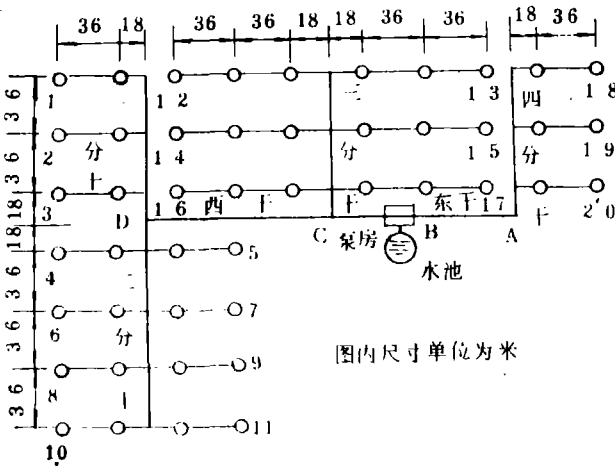 36 18 36 36 18 18 36 36 18 36
36 36 18 18 36 36 36
1 12 三 13 四 18
2 分 14 分 15 分 19
干
3 D 16 西干 干 东干 17 干 20
C 泵房 B A
水池
4 5
6 分 7
8 9
10 11
图内尺寸单位为米